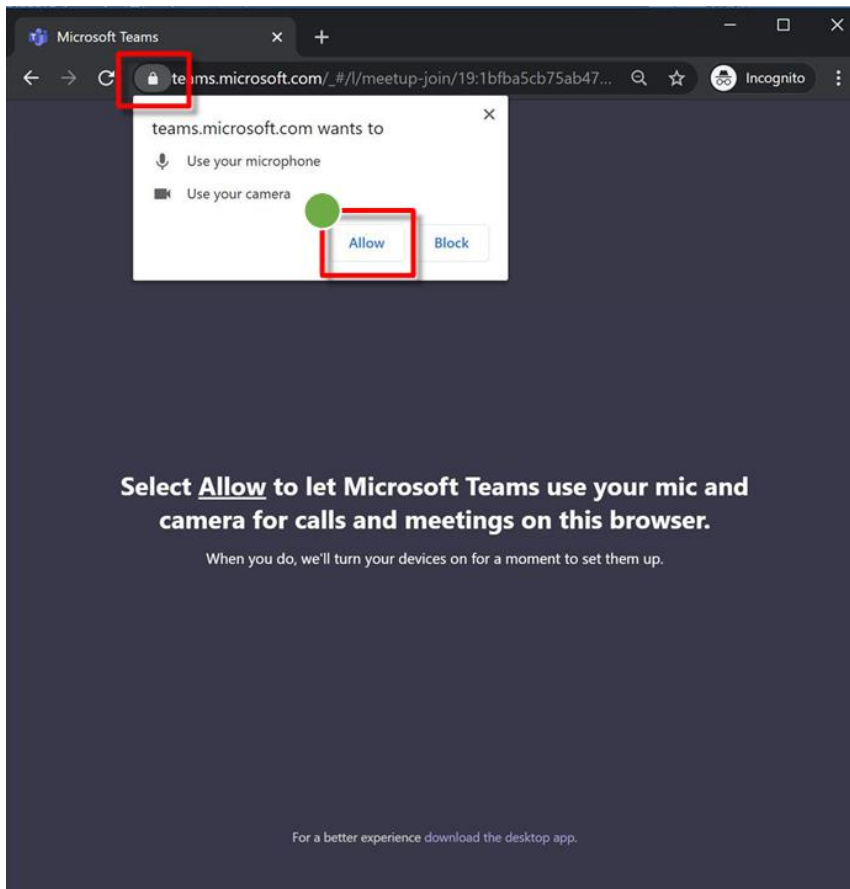 Microsoft Teams
teams.microsoft.com/_#/l/meetup-join/19:1bfba5cb75ab47...
Incognito
teams.microsoft.com wants to
Use your microphone
Use your camera
Allow
Block
Select Allow to let Microsoft Teams use your mic and
camera for calls and meetings on this browser.
When you do, we'll turn your devices on for a moment to set them up.
For a better experience download the desktop app.